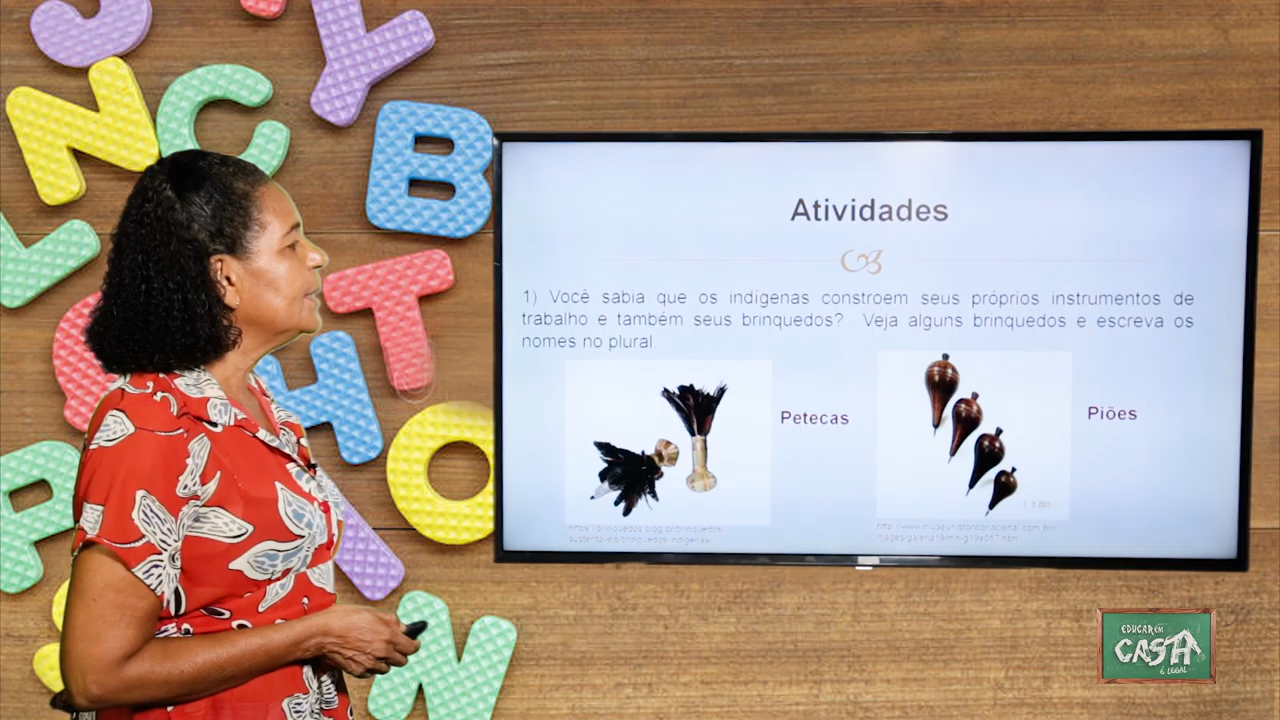 J
Y
N
C
B
L
T
H
O
R
N
Atividades
1) Você sabia que os indígenas constroem seus próprios instrumentos de
trabalho e também seus brinquedos? Veja alguns brinquedos e escreva os
nomes no plural.
Petecas
Piões
EDUCAR EM
CASA
É LEGAL